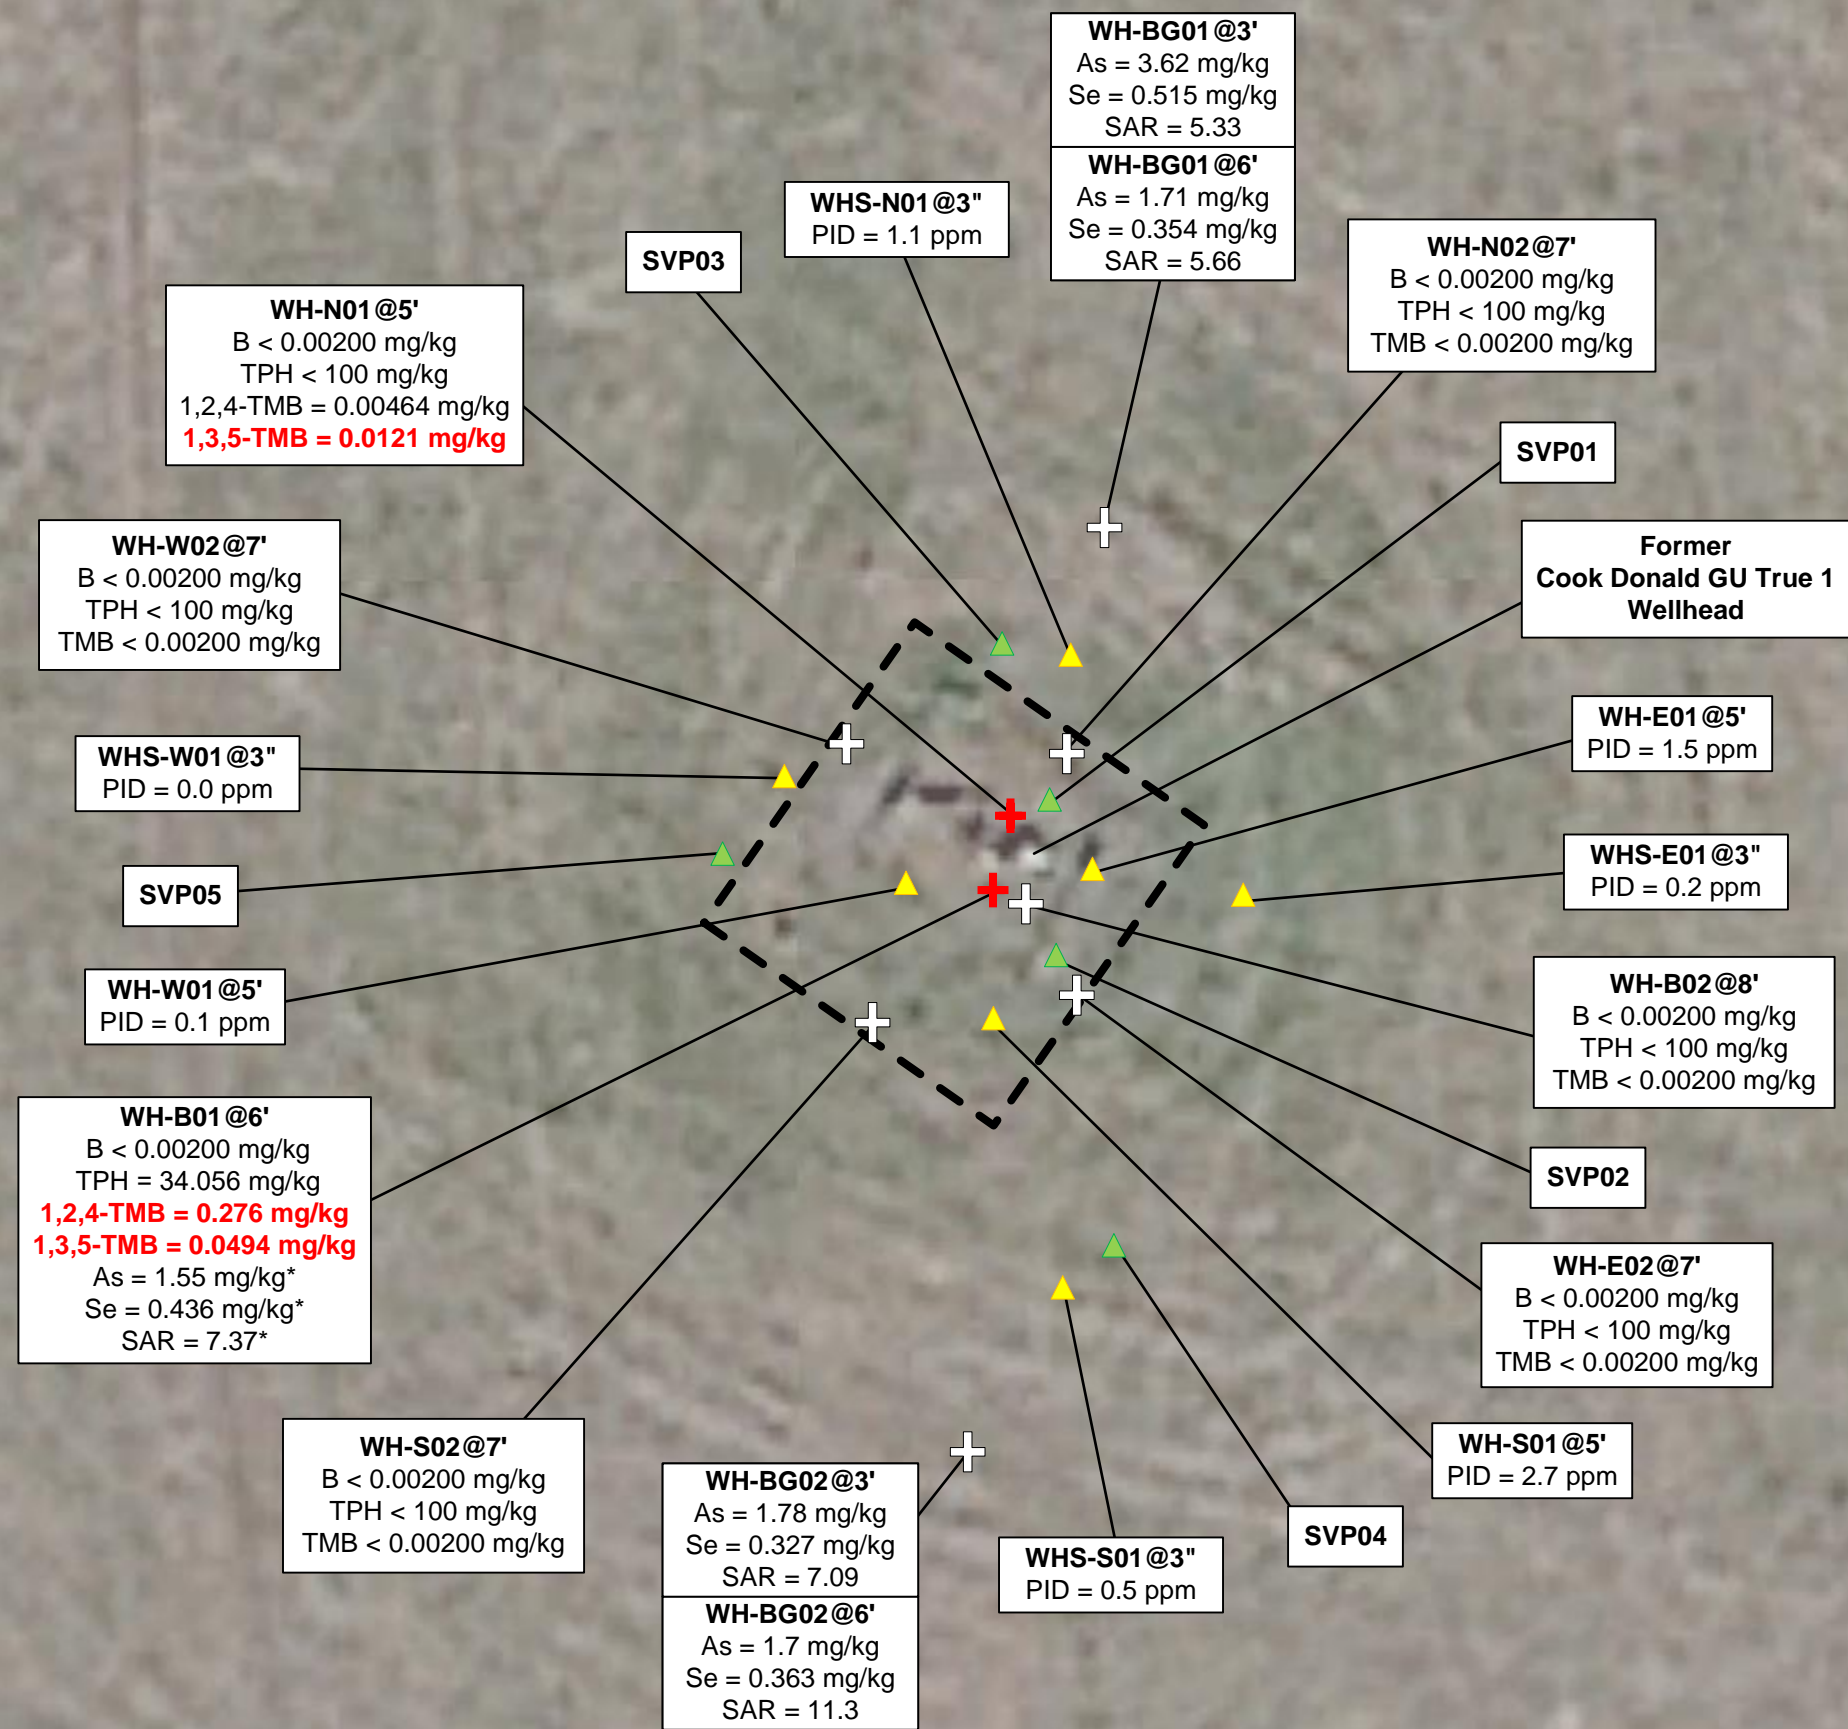 WH-BG01@3'
As = 3.62 mg/kg
Se = 0.515 mg/kg
SAR = 5.33
WH-BG01@6'
As = 1.71 mg/kg
Se = 0.354 mg/kg
SAR = 5.66
WHS-N01@3"
PID = 1.1 ppm
SVP03
WH-N02@7'
B < 0.00200 mg/kg
TPH < 100 mg/kg
TMB < 0.00200 mg/kg
WH-N01@5'
B < 0.00200 mg/kg
TPH < 100 mg/kg
1,2,4-TMB = 0.00464 mg/kg
1,3,5-TMB = 0.0121 mg/kg
SVP01
WH-W02@7'
B < 0.00200 mg/kg
TPH < 100 mg/kg
TMB < 0.00200 mg/kg
Former
Cook Donald GU True 1
Wellhead
WHS-W01@3"
PID = 0.0 ppm
WH-E01@5'
PID = 1.5 ppm
SVP05
WHS-E01@3"
PID = 0.2 ppm
WH-W01@5'
PID = 0.1 ppm
WH-B02@8'
B < 0.00200 mg/kg
TPH < 100 mg/kg
TMB < 0.00200 mg/kg
WH-B01@6'
B < 0.00200 mg/kg
TPH = 34.056 mg/kg
1,2,4-TMB = 0.276 mg/kg
1,3,5-TMB = 0.0494 mg/kg
As = 1.55 mg/kg*
Se = 0.436 mg/kg*
SAR = 7.37*
SVP02
WH-E02@7'
B < 0.00200 mg/kg
TPH < 100 mg/kg
TMB < 0.00200 mg/kg
WH-S02@7'
B < 0.00200 mg/kg
TPH < 100 mg/kg
TMB < 0.00200 mg/kg
WH-BG02@3'
As = 1.78 mg/kg
Se = 0.327 mg/kg
SAR = 7.09
WH-BG02@6'
As = 1.7 mg/kg
Se = 0.363 mg/kg
SAR = 11.3
WHS-S01@3"
PID = 0.5 ppm
SVP04
WH-S01@5'
PID = 2.7 ppm